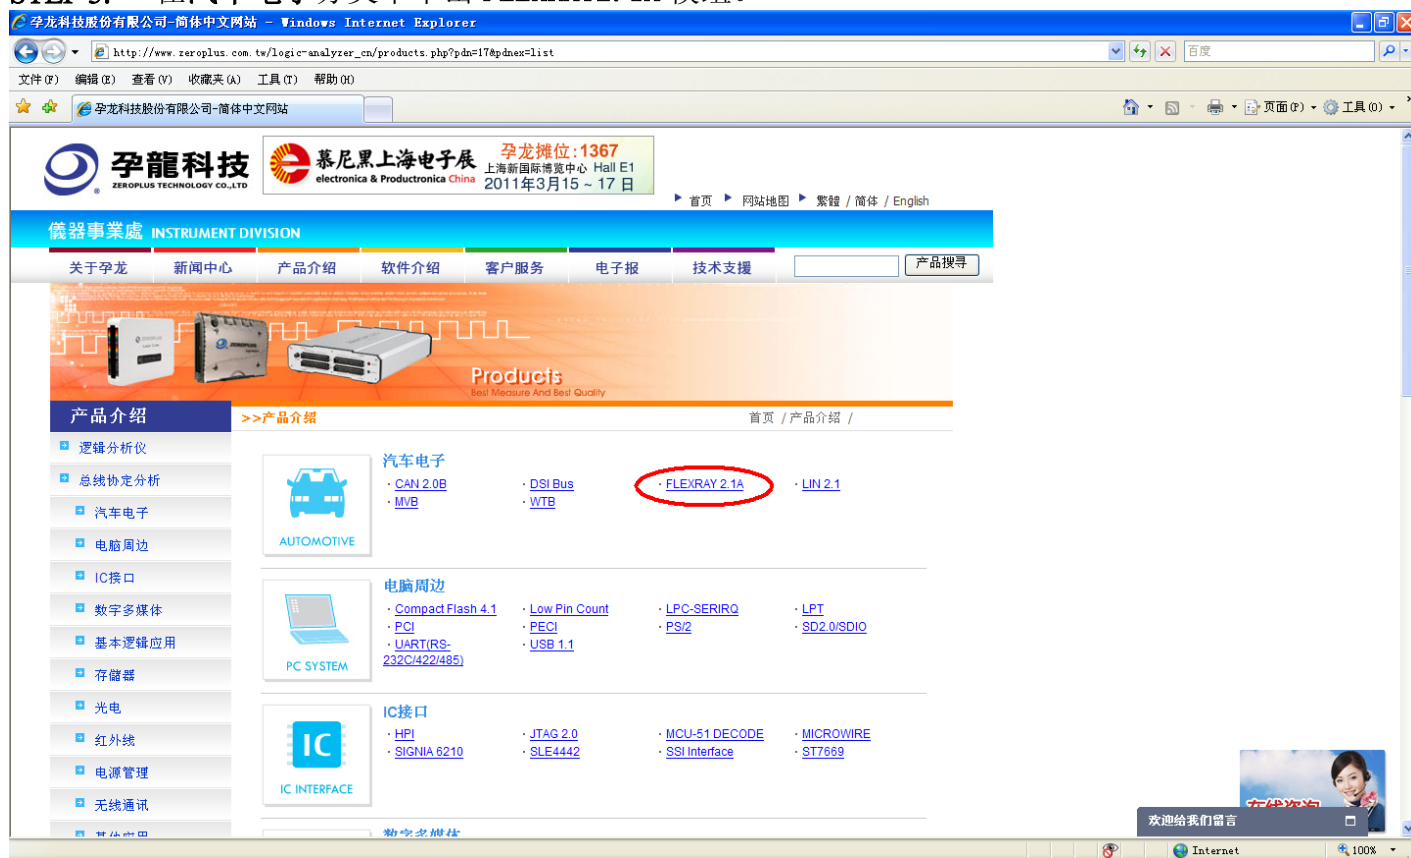 孕龙科技股份有限公司-简体中文网站 - Windows Internet Explorer
http://www.zeroplus.com.tw/logic-analyzer_cn/products.php?pdn=17&pdnex=list
百度
文件(F) 编辑(E) 查看(V) 收藏夹(A) 工具(T) 帮助(H)
孕龙科技股份有限公司-简体中文网站
页面(P) 工具(O)
孕龍科技
ZEROPLUS TECHNOLOGY CO.,LTD
慕尼黑上海电子展
electronica & Productronica China
孕龙摊位:1367
上海新国际博览中心 Hall E1
2011年3月15 ~ 17 日
首页 网站地图 繁體 / 简体 / English
儀器事業處 INSTRUMENT DIVISION
关于孕龙 新闻中心 产品介绍 软件介绍 客户服务 电子报 技术支援 产品搜寻
Products
Best Measure And Best Quality
产品介绍
>>产品介绍
首页 / 产品介绍 /
逻辑分析仪
总线协定分析
汽车电子
电脑周边
IC接口
数字多媒体
基本逻辑应用
存储器
光电
红外线
电源管理
无线通讯
其他应用
AUTOMOTIVE
汽车电子
· CAN 2.0B · DSI Bus · FLEXRAY 2.1A · LIN 2.1
· MVB · WTB
PC SYSTEM
电脑周边
· Compact Flash 4.1 · Low Pin Count · LPC-SERIRQ · LPT
· PCI · PECI · PS/2 · SD2.0/SDIO
· UART(RS-232C/422/485) · USB 1.1
IC
IC INTERFACE
IC接口
· HPI · JTAG 2.0 · MCU-51 DECODE · MICROWIRE
· SIGNIA 6210 · SLE4442 · SSI Interface · ST7669
数字多媒体
在线咨询
欢迎给我们留言
Internet 100%